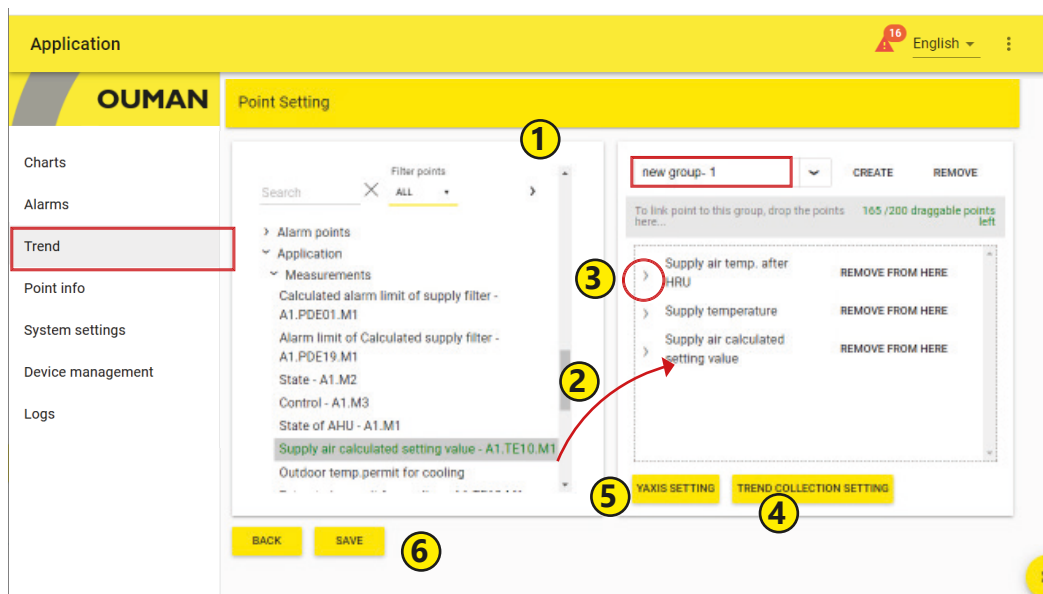 Application
16
English
OUMAN
Point Setting
Charts
Alarms
Trend
Point info
System settings
Device management
Logs
1
Filter points
Search
ALL
Alarm points
Application
Measurements
Calculated alarm limit of supply filter -
A1.PDE01.M1
Alarm limit of Calculated supply filter -
A1.PDE19.M1
State - A1.M2
Control - A1.M3
State of AHU - A1.M1
Supply air calculated setting value - A1.TE10.M1
Outdoor temp.permit for cooling
2
new group- 1
CREATE
REMOVE
To link point to this group, drop the points
here...
165 /200 draggable points
left
3
Supply air temp. after
HRU
REMOVE FROM HERE
Supply temperature
REMOVE FROM HERE
Supply air calculated
setting value
REMOVE FROM HERE
5
YAXIS SETTING
TREND COLLECTION SETTING
4
BACK
SAVE
6